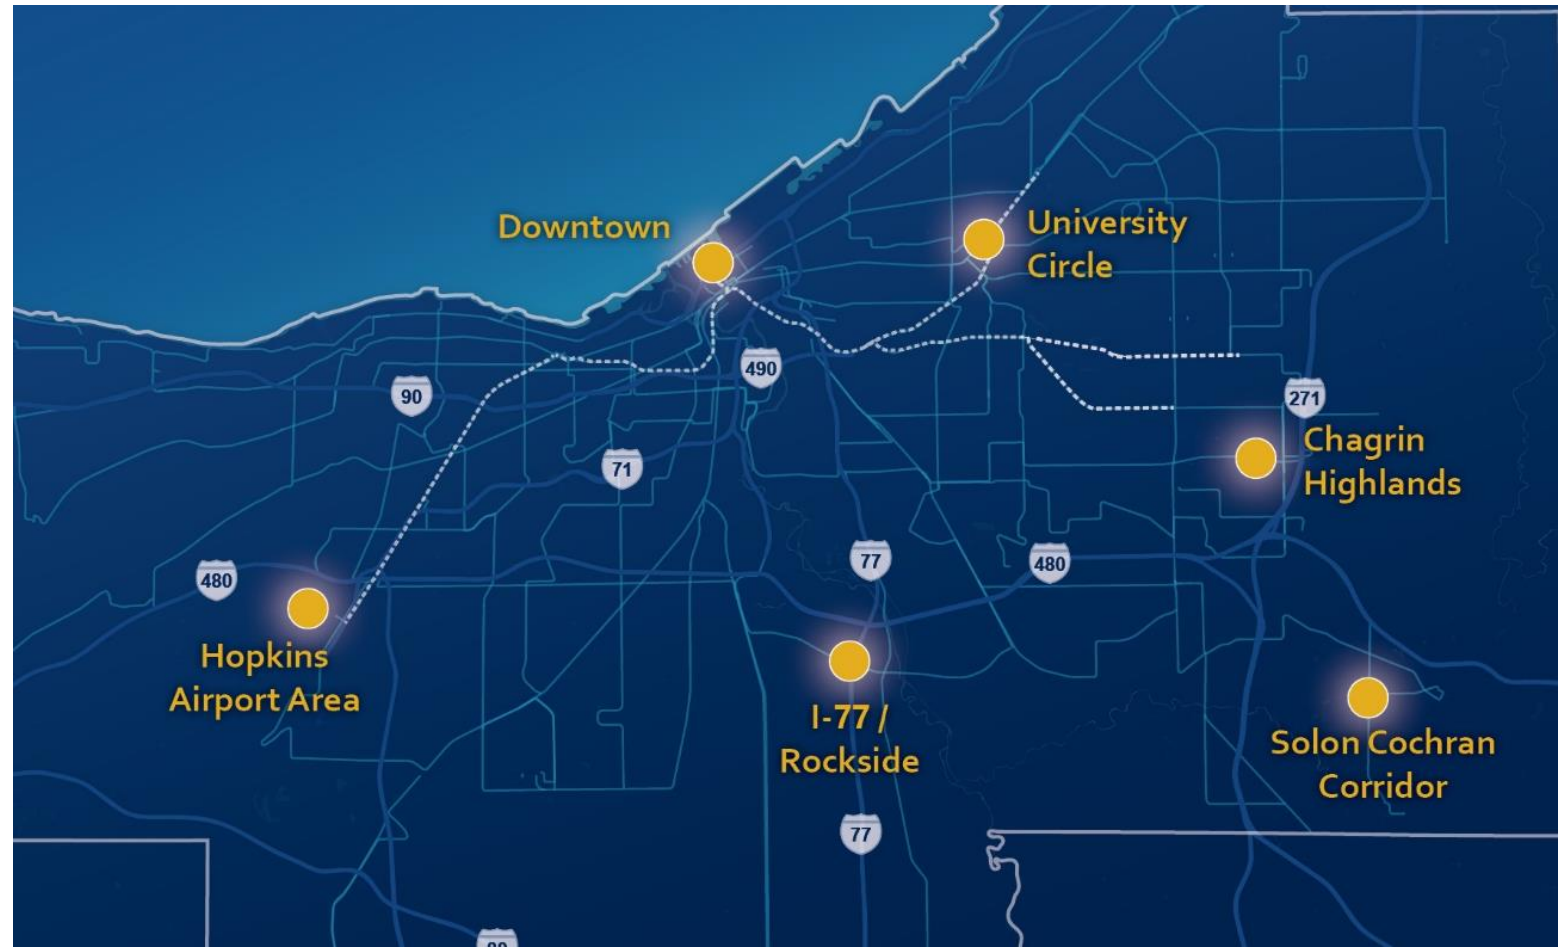 Downtown
University
Circle
490
90
271
Chagrin
Highlands
71
77
480
480
Hopkins
Airport Area
I-77 /
Rockside
Solon Cochran
Corridor
77